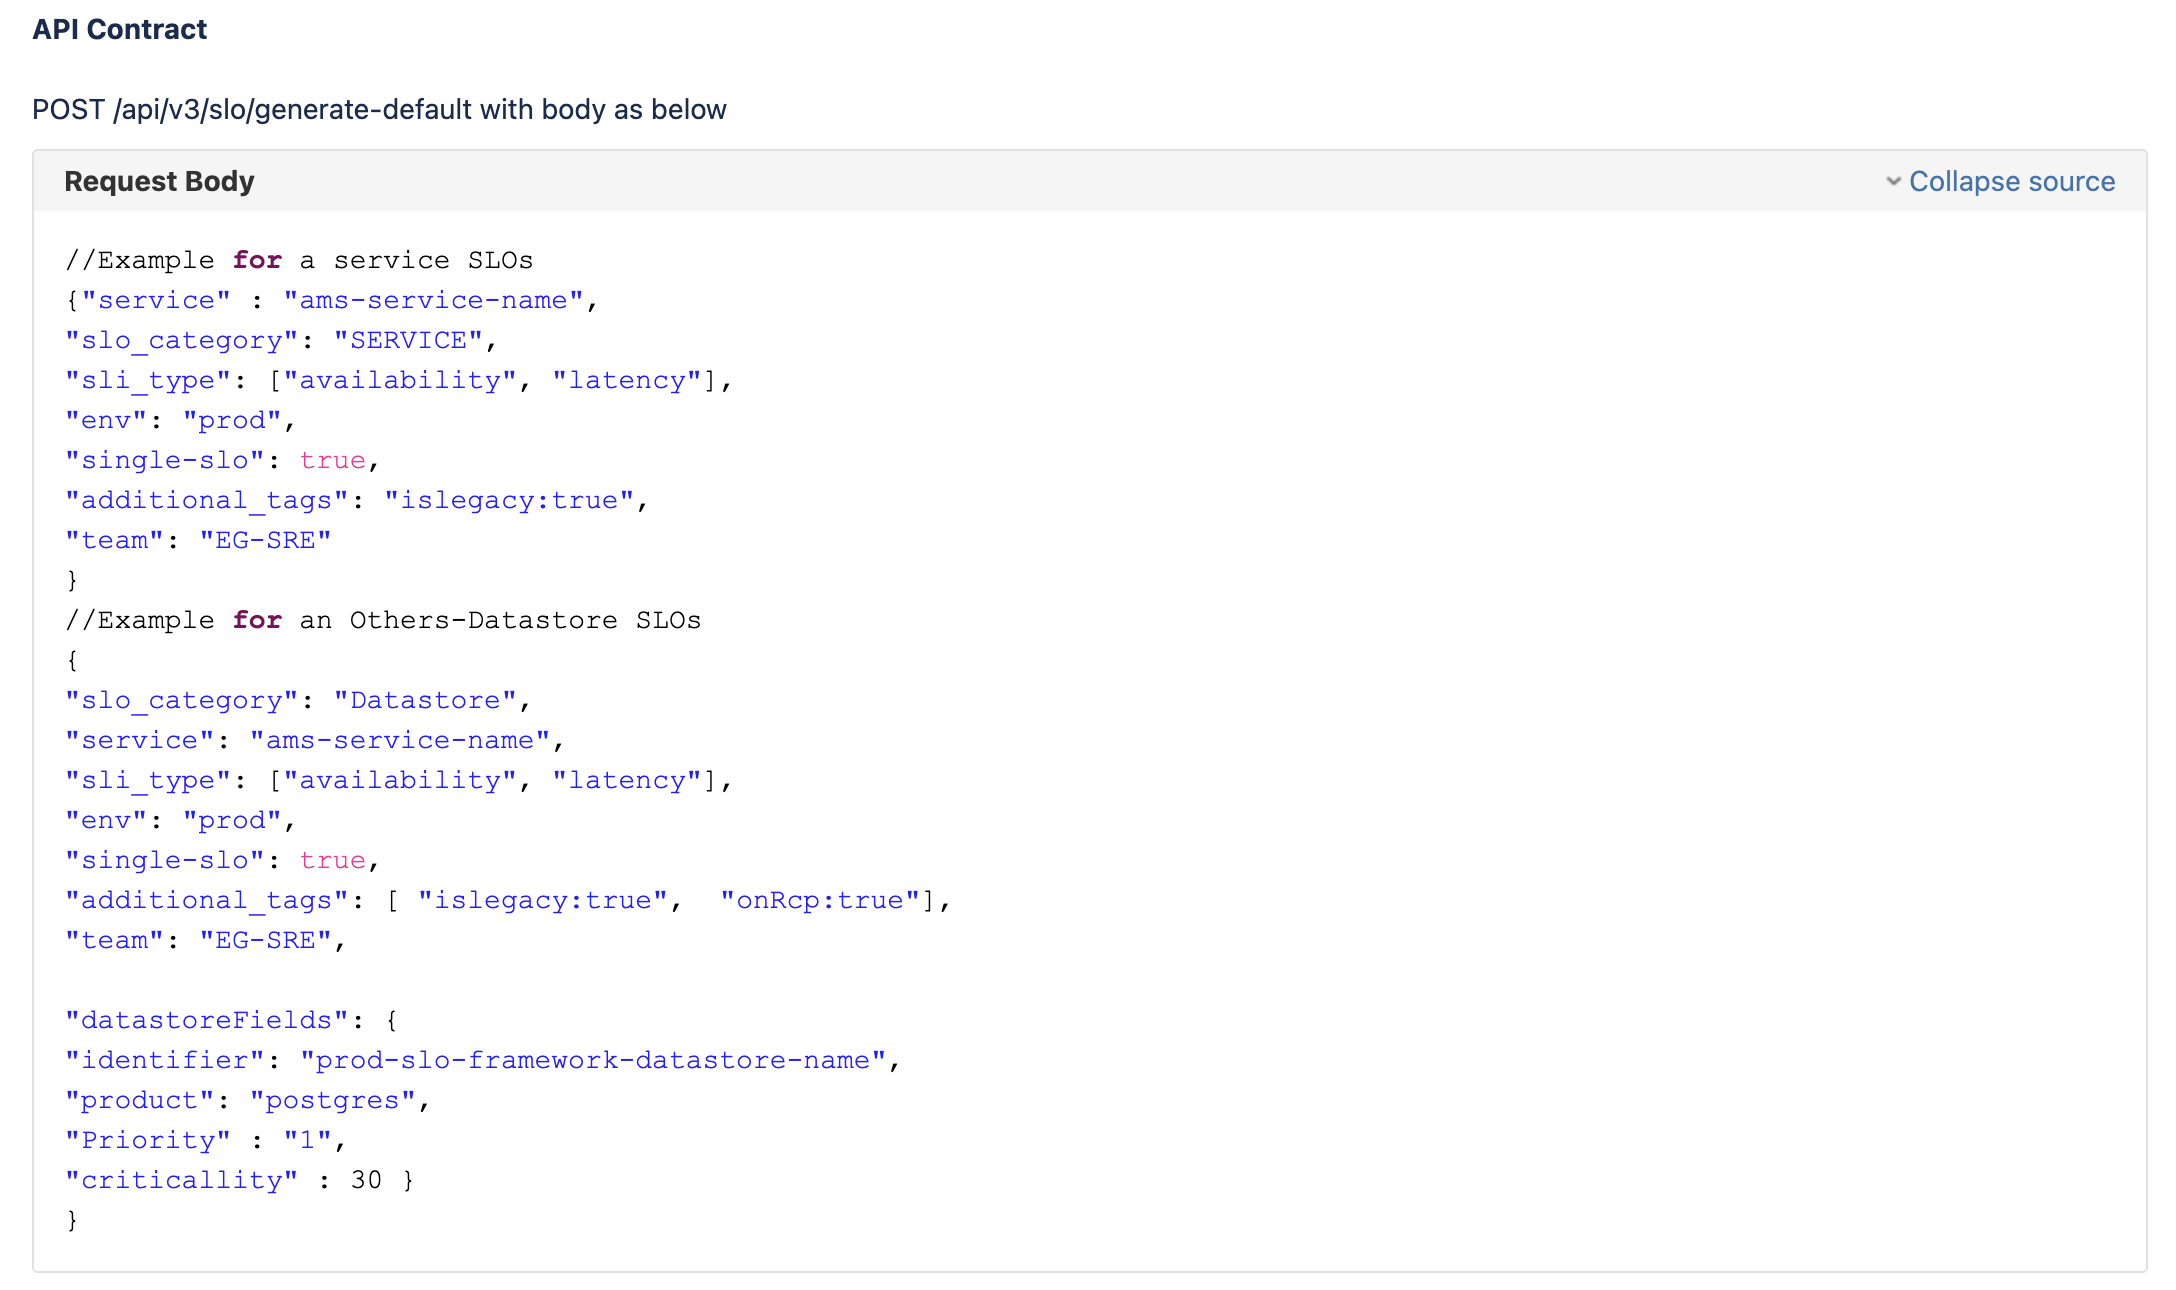 API Contract
POST /api/v3/slo/generate-default with body as below
Request Body
Collapse source
//Example for a service SLOs
{"service" : "ams-service-name",
"slo_category": "SERVICE",
"sli_type": ["availability", "latency"],
"env": "prod",
"single-slo": true,
"additional_tags": "islegacy:true",
"team": "EG-SRE"
}
//Example for an Others-Datastore SLOs
{
"slo_category": "Datastore",
"service": "ams-service-name",
"sli_type": ["availability", "latency"],
"env": "prod",
"single-slo": true,
"additional_tags": [ "islegacy:true",  "onRcp:true"],
"team": "EG-SRE",
"datastoreFields": {
"identifier": "prod-slo-framework-datastore-name",
"product": "postgres",
"Priority" : "1",
"criticallity" : 30 }
}